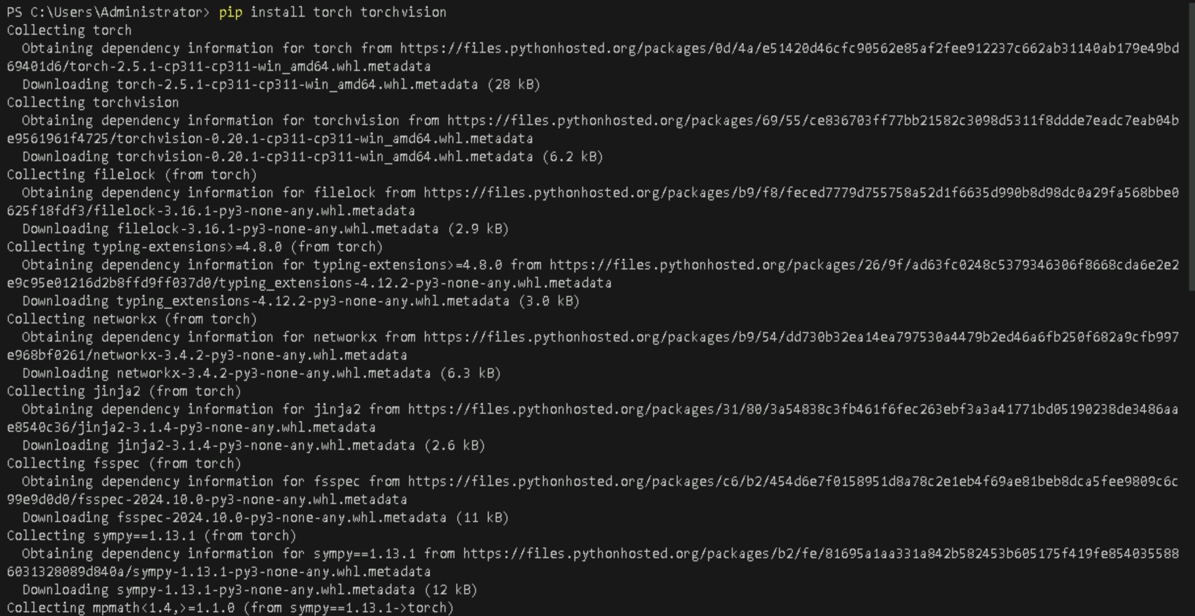 PS C:\Users\Administrator> pip install torch torchvision
Collecting torch
  Obtaining dependency information for torch from https://files.pythonhosted.org/packages/0d/4a/e51420d46cfc90562e85af2fee912237c662ab31140ab179e49bd
69401d6/torch-2.5.1-cp311-cp311-win_amd64.whl.metadata
  Downloading torch-2.5.1-cp311-cp311-win_amd64.whl.metadata (28 kB)
Collecting torchvision
  Obtaining dependency information for torchvision from https://files.pythonhosted.org/packages/69/55/ce836703ff77bb21582c3098d5311f8ddde7eadc7eab04b
e9561961f4725/torchvision-0.20.1-cp311-cp311-win_amd64.whl.metadata
  Downloading torchvision-0.20.1-cp311-cp311-win_amd64.whl.metadata (6.2 kB)
Collecting filelock (from torch)
  Obtaining dependency information for filelock from https://files.pythonhosted.org/packages/b9/f8/feced7779d755758a52d1f6635d990b8d98dc0a29fa568bbe0
625f18fdf3/filelock-3.16.1-py3-none-any.whl.metadata
  Downloading filelock-3.16.1-py3-none-any.whl.metadata (2.9 kB)
Collecting typing-extensions>=4.8.0 (from torch)
  Obtaining dependency information for typing-extensions>=4.8.0 from https://files.pythonhosted.org/packages/26/9f/ad63fc0248c5379346306f8668cda6e2e2
e9c95e01216d2b8ffd9ff037d0/typing_extensions-4.12.2-py3-none-any.whl.metadata
  Downloading typing_extensions-4.12.2-py3-none-any.whl.metadata (3.0 kB)
Collecting networkx (from torch)
  Obtaining dependency information for networkx from https://files.pythonhosted.org/packages/b9/54/dd730b32ea14ea797530a4479b2ed46a6fb250f682a9cfb997
e968bf0261/networkx-3.4.2-py3-none-any.whl.metadata
  Downloading networkx-3.4.2-py3-none-any.whl.metadata (6.3 kB)
Collecting jinja2 (from torch)
  Obtaining dependency information for jinja2 from https://files.pythonhosted.org/packages/31/80/3a54838c3fb461f6fec263ebf3a3a41771bd05190238de3486aa
e8540c36/jinja2-3.1.4-py3-none-any.whl.metadata
  Downloading jinja2-3.1.4-py3-none-any.whl.metadata (2.6 kB)
Collecting fsspec (from torch)
  Obtaining dependency information for fsspec from https://files.pythonhosted.org/packages/c6/b2/454d6e7f0158951d8a78c2e1eb4f69ae81beb8dca5fee9809c6c
99e9d0d0/fsspec-2024.10.0-py3-none-any.whl.metadata
  Downloading fsspec-2024.10.0-py3-none-any.whl.metadata (11 kB)
Collecting sympy==1.13.1 (from torch)
  Obtaining dependency information for sympy==1.13.1 from https://files.pythonhosted.org/packages/b2/fe/81695a1aa331a842b582453b605175f419fe854035588
6031328089d840a/sympy-1.13.1-py3-none-any.whl.metadata
  Downloading sympy-1.13.1-py3-none-any.whl.metadata (12 kB)
Collecting mpmath<1.4,>=1.1.0 (from sympy==1.13.1->torch)